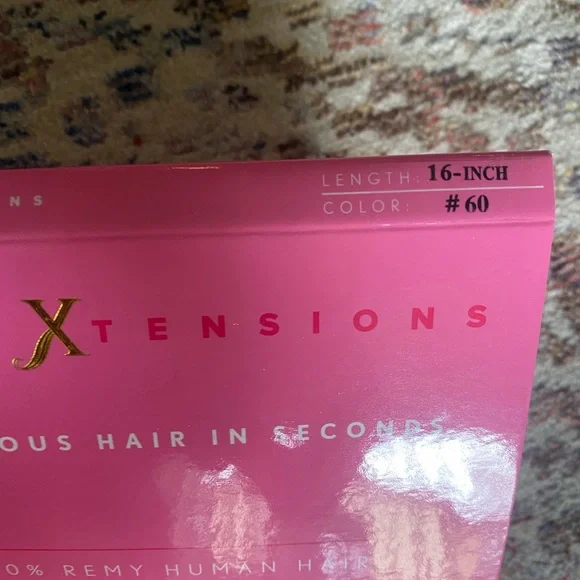 NS
LENGTH: 16-INCH
COLOR: #60
XTENSIONS
OUS HAIR IN SECONDS
0% REMY HUMAN HAIR